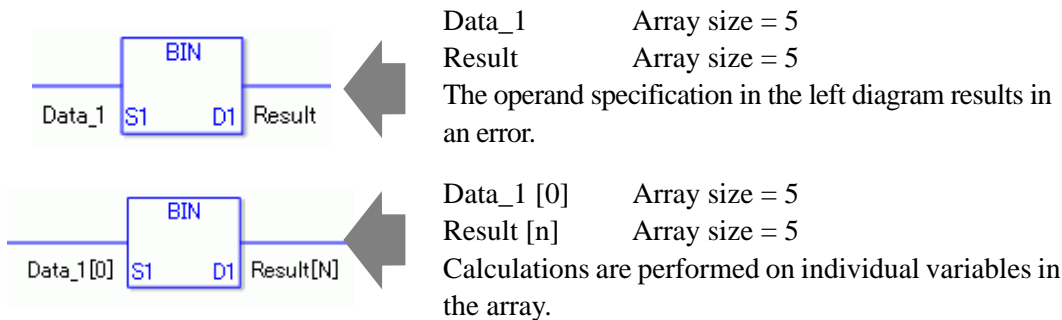 Data_1 Array size = 5
BIN
Result Array size = 5
Data_1 S1 D1 Result
The operand specification in the left diagram results in
an error.
Data_1 [0] Array size = 5
BIN
Result [n] Array size = 5
Data_1[0] S1 D1 Result[N]
Calculations are performed on individual variables in
the array.